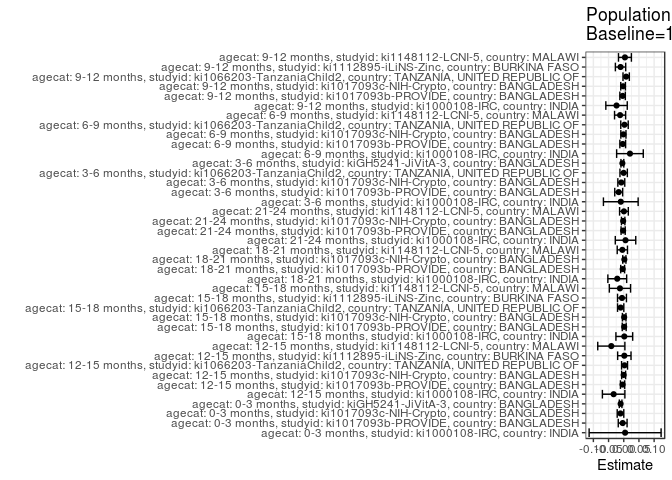 Population
Baseline=1
agecat: 9-12 months, studyid: ki1148112-LCNI-5, country: MALAWI
agecat: 9-12 months, studyid: ki1112895-iLiNS-Zinc, country: BURKINA FASO
agecat: 9-12 months, studyid: ki1066203-TanzaniaChild2, country: TANZANIA, UNITED REPUBLIC OF
agecat: 9-12 months, studyid: ki1017093c-NIH-Crypto, country: BANGLADESH
agecat: 9-12 months, studyid: ki1017093b-PROVIDE, country: BANGLADESH
agecat: 9-12 months, studyid: ki1000108-IRC, country: INDIA
agecat: 6-9 months, studyid: ki1148112-LCNI-5, country: MALAWI
agecat: 6-9 months, studyid: ki1066203-TanzaniaChild2, country: TANZANIA, UNITED REPUBLIC OF
agecat: 6-9 months, studyid: ki1017093c-NIH-Crypto, country: BANGLADESH
agecat: 6-9 months, studyid: ki1017093b-PROVIDE, country: BANGLADESH
agecat: 6-9 months, studyid: ki1000108-IRC, country: INDIA
agecat: 3-6 months, studyid: kiGH5241-JiVitA-3, country: BANGLADESH
agecat: 3-6 months, studyid: ki1066203-TanzaniaChild2, country: TANZANIA, UNITED REPUBLIC OF
agecat: 3-6 months, studyid: ki1017093c-NIH-Crypto, country: BANGLADESH
agecat: 3-6 months, studyid: ki1017093b-PROVIDE, country: BANGLADESH
agecat: 3-6 months, studyid: ki1000108-IRC, country: INDIA
agecat: 21-24 months, studyid: ki1148112-LCNI-5, country: MALAWI
agecat: 21-24 months, studyid: ki1017093c-NIH-Crypto, country: BANGLADESH
agecat: 21-24 months, studyid: ki1017093b-PROVIDE, country: BANGLADESH
agecat: 21-24 months, studyid: ki1000108-IRC, country: INDIA
agecat: 18-21 months, studyid: ki1148112-LCNI-5, country: MALAWI
agecat: 18-21 months, studyid: ki1017093c-NIH-Crypto, country: BANGLADESH
agecat: 18-21 months, studyid: ki1017093b-PROVIDE, country: BANGLADESH
agecat: 18-21 months, studyid: ki1000108-IRC, country: INDIA
agecat: 15-18 months, studyid: ki1148112-LCNI-5, country: MALAWI
agecat: 15-18 months, studyid: ki1112895-iLiNS-Zinc, country: BURKINA FASO
agecat: 15-18 months, studyid: ki1066203-TanzaniaChild2, country: TANZANIA, UNITED REPUBLIC OF
agecat: 15-18 months, studyid: ki1017093c-NIH-Crypto, country: BANGLADESH
agecat: 15-18 months, studyid: ki1017093b-PROVIDE, country: BANGLADESH
agecat: 15-18 months, studyid: ki1000108-IRC, country: INDIA
agecat: 12-15 months, studyid: ki1148112-LCNI-5, country: MALAWI
agecat: 12-15 months, studyid: ki1112895-iLiNS-Zinc, country: BURKINA FASO
agecat: 12-15 months, studyid: ki1066203-TanzaniaChild2, country: TANZANIA, UNITED REPUBLIC OF
agecat: 12-15 months, studyid: ki1017093c-NIH-Crypto, country: BANGLADESH
agecat: 12-15 months, studyid: ki1017093b-PROVIDE, country: BANGLADESH
agecat: 12-15 months, studyid: ki1000108-IRC, country: INDIA
agecat: 0-3 months, studyid: kiGH5241-JiVitA-3, country: BANGLADESH
agecat: 0-3 months, studyid: ki1017093c-NIH-Crypto, country: BANGLADESH
agecat: 0-3 months, studyid: ki1017093b-PROVIDE, country: BANGLADESH
agecat: 0-3 months, studyid: ki1000108-IRC, country: INDIA
-0.10-0.050.000.050.10
Estimate